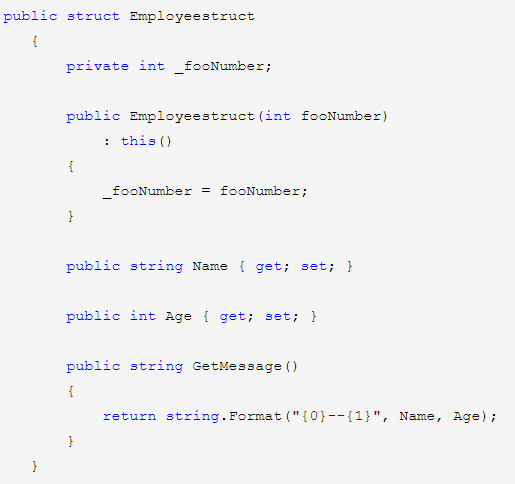 public struct Employeestruct
{
private int _fooNumber;
public Employeestruct(int fooNumber)
: this()
{
_fooNumber = fooNumber;
}
public string Name { get; set; }
public int Age { get; set; }
public string GetMessage()
{
return string.Format("{0}--{1}", Name, Age);
}
}